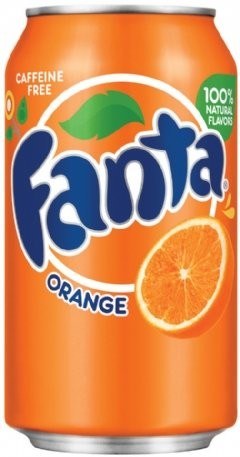 CAFFEINE
FREE
100%
NATURAL
FLAVORS
Fanta®
ORANGE